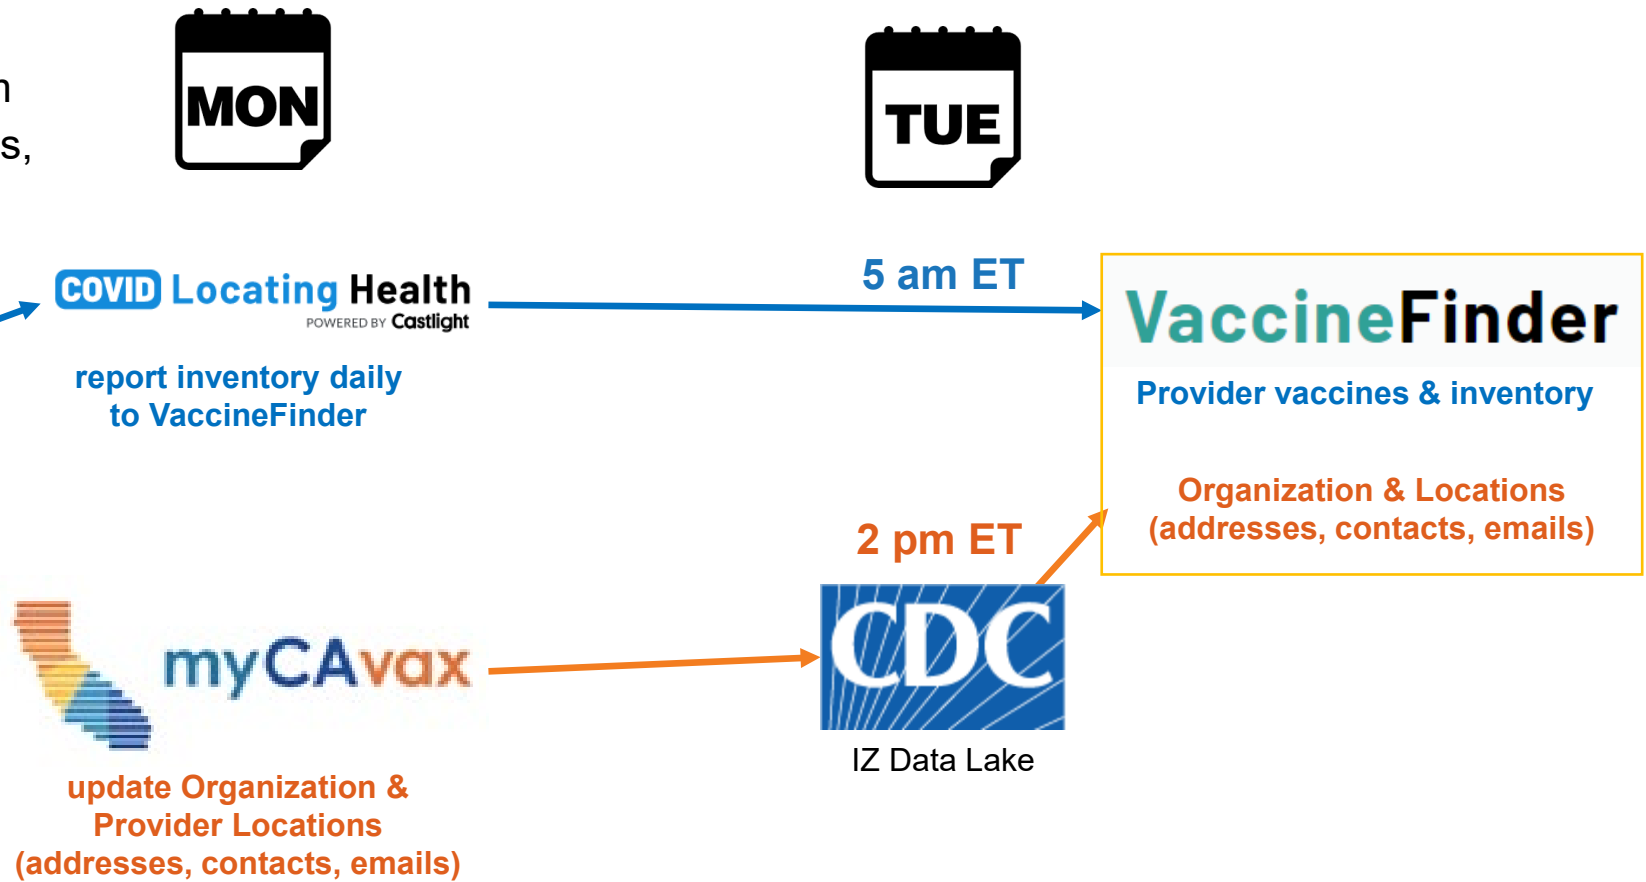 MON
TUE
n
s,
COVID Locating Health
POWERED BY Castlight
report inventory daily
to VaccineFinder
5 am ET
VaccineFinder
Provider vaccines & inventory
Organization & Locations
(addresses, contacts, emails)
2 pm ET
CDC
IZ Data Lake
myCAvax
update Organization &
Provider Locations
(addresses, contacts, emails)